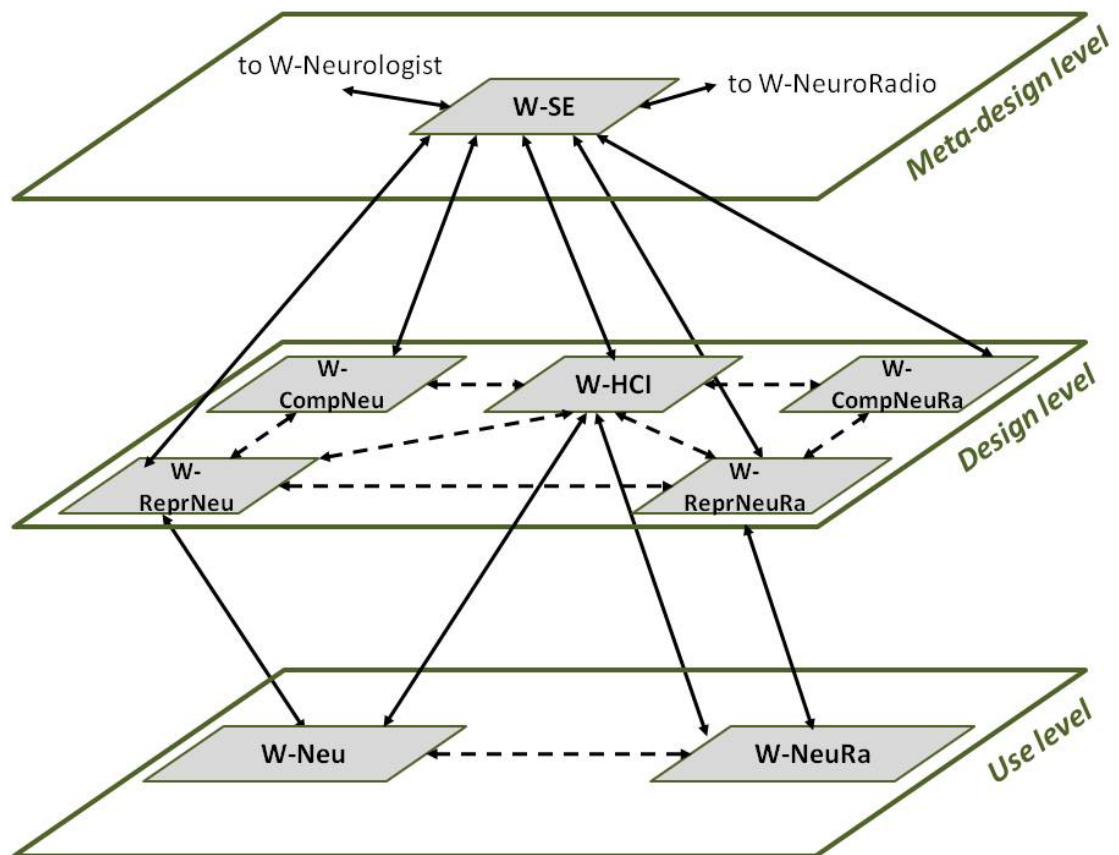 to W-Neurologist
to W-NeuroRadio
W-SE
Meta-design level
W-
CompNeu
W-HCI
W-
CompNeuRa
Design level
W-
ReprNeu
W-
ReprNeuRa
W-Neu
W-NeuRa
Use level